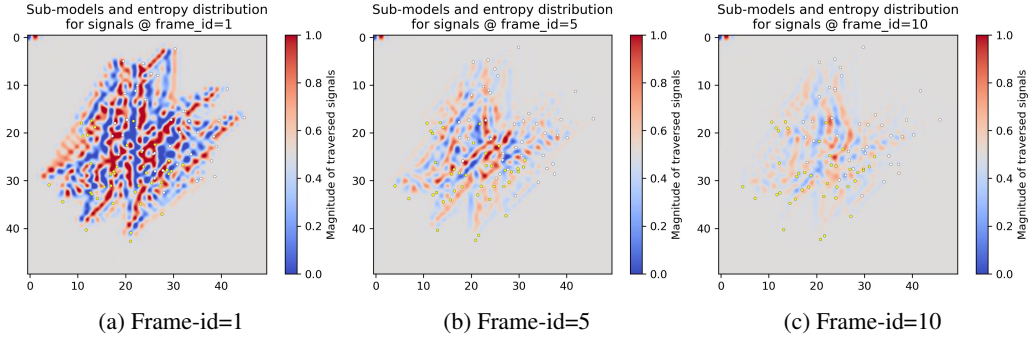 Sub-models and entropy distribution
for signals @ frame_id=1
0
10
20
30
40
0 10 20 30 40
1.0
0.8
0.6
0.4
0.2
0.0
Magnitude of traversed signals
(a) Frame-id=1
Sub-models and entropy distribution
for signals @ frame_id=5
0
10
20
30
40
0 10 20 30 40
1.0
0.8
0.6
0.4
0.2
0.0
Magnitude of traversed signals
(b) Frame-id=5
Sub-models and entropy distribution
for signals @ frame_id=10
0
10
20
30
40
0 10 20 30 40
1.0
0.8
0.6
0.4
0.2
0.0
Magnitude of traversed signals
(c) Frame-id=10